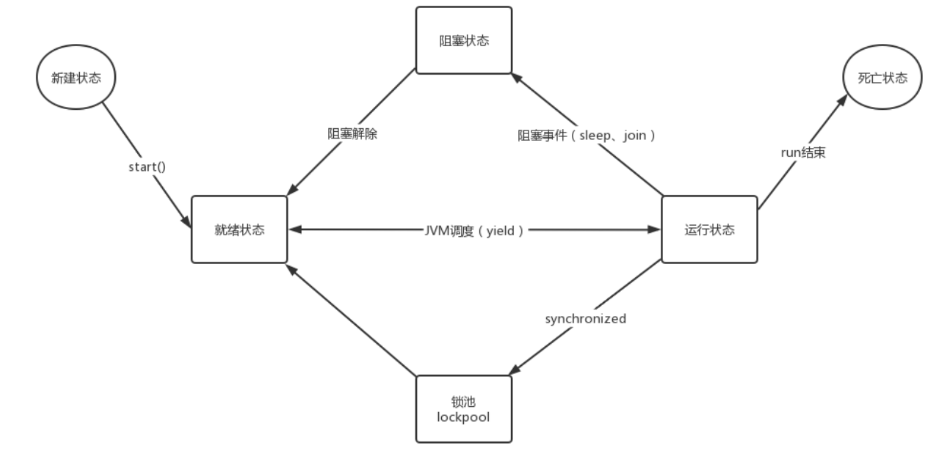 阻塞状态
新建状态
死亡状态
阻塞解除
阻塞事件（sleep、join）
run结束
start()
就绪状态
JVM调度（yield）
运行状态
synchronized
锁池
lockpool